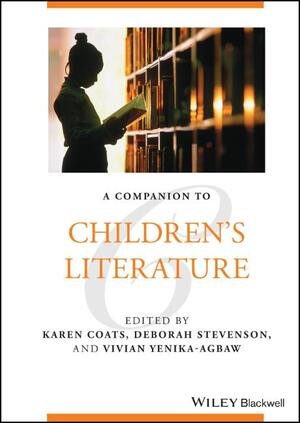 A COMPANION TO
CHILDREN'S
LITERATURE
EDITED BY
KAREN COATS, DEBORAH STEVENSON,
AND VIVIAN YENIKA-AGBAW
WILEY Blackwell